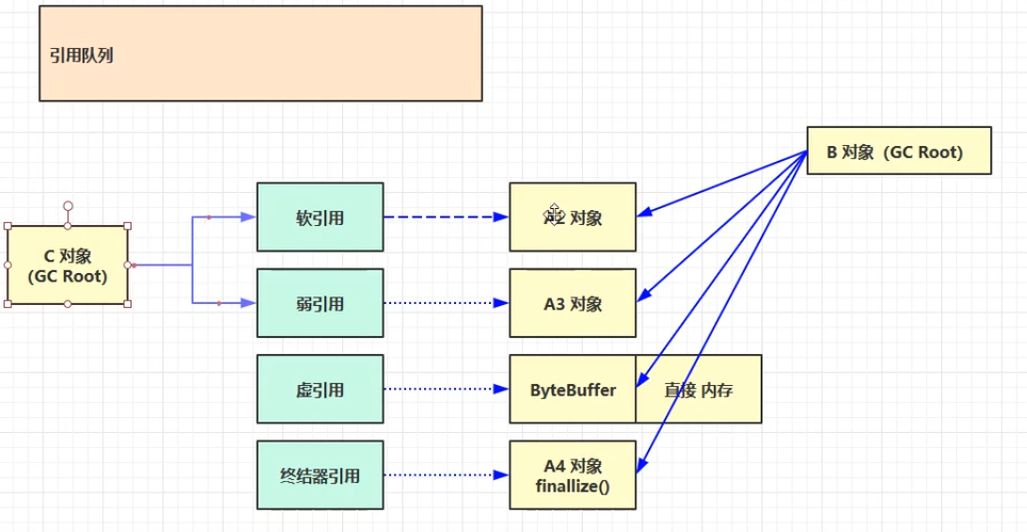 引用队列
B 对象（GC Root）
软引用
A2 对象
C 对象
（GC Root）
弱引用
A3 对象
虚引用
ByteBuffer
直接 内存
终结器引用
A4 对象
finallize()